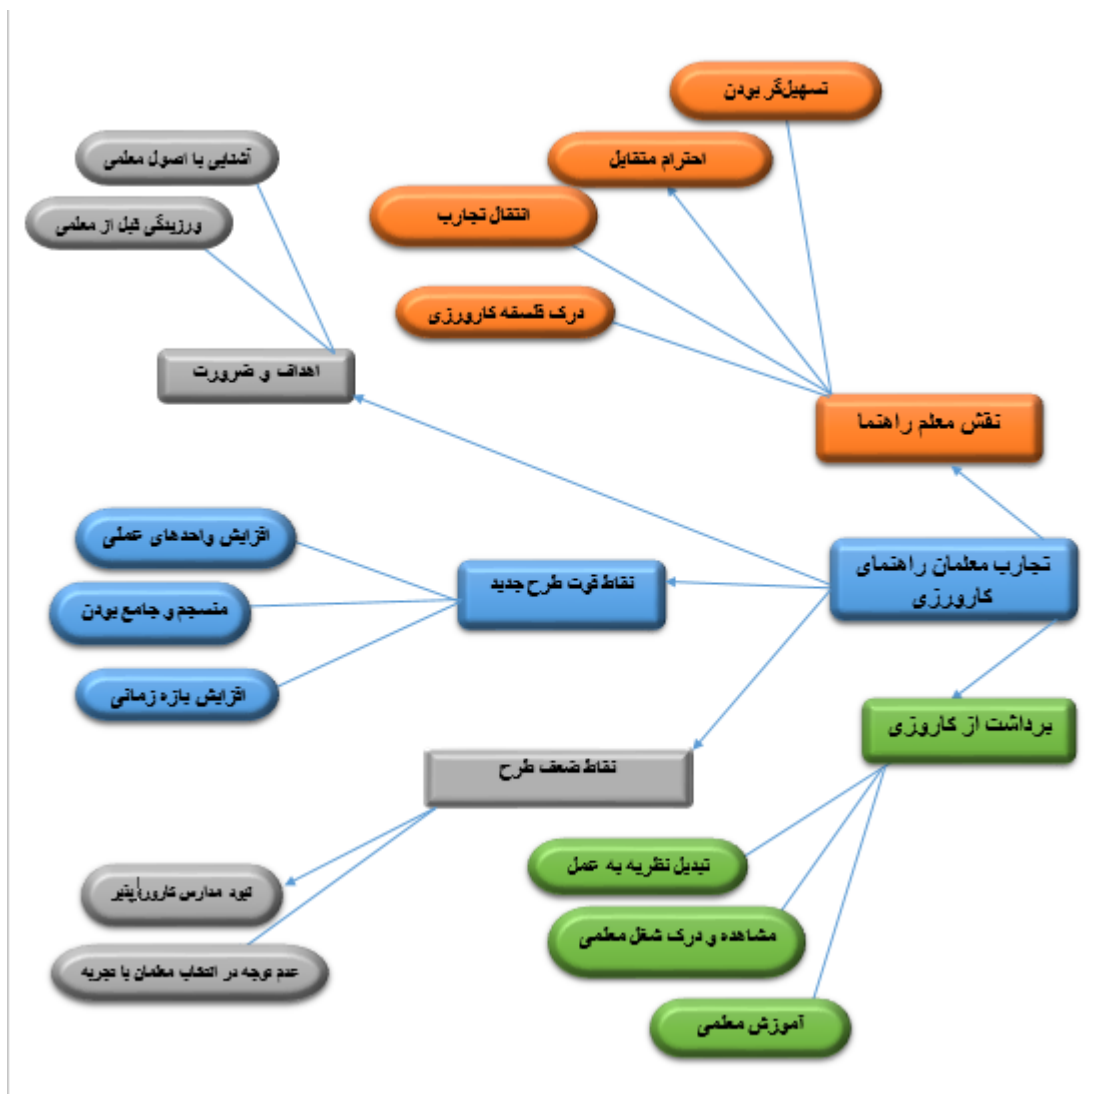 تسهیل‌گر بودن
احترام متقابل
انتقال تجارب
درک فلسفه کارورزی
نقش معلم راهنما
آشنایی با اصول معلمی
ورزیدگی قبل از معلمی
اهداف و ضرورت
تجارب معلمان راهنمای
کارورزی
نقاط قوت طرح جدید
افزایش واحدهای عملی
منسجم و جامع بودن
افزایش بازه زمانی
برداشت از کاروزی
تبدیل نظریه به عمل
مشاهده و درک شغل معلمی
آموزش معلمی
نقاط ضعف طرح
نبود مدارس کارورز پذیر
عدم توجه در انتخاب معلمان با تجربه